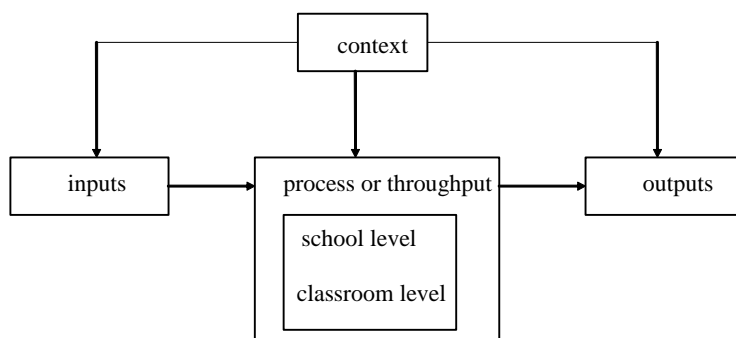 context
inputs
process or throughput
outputs
school level
classroom level